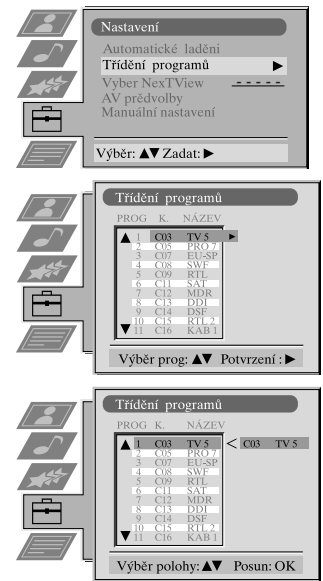 Nastavení
Automatické laděni
Třídění programů
Vyber NexTView - - - - -
AV prědvolby
Manuální nastavení
Výběr: ▲▼ Zadat: ▶
Třídění programů
PROG K. NÁZEV
1 C03 TV 5
2 C05 PRO 7
3 C07 EU-SP
4 C08 SWF
5 C09 RTL
6 C11 SAT
7 C12 MDR
8 C13 DDI
9 C14 DSF
10 C15 RTL 2
11 C16 KAB 1
Výběr prog: ▲▼ Potvrzení : ▶
Třídění programů
PROG K. NÁZEV
1 C03 TV 5 < C03 TV 5
2 C05 PRO 7
3 C07 EU-SP
4 C08 SWF
5 C09 RTL
6 C11 SAT
7 C12 MDR
8 C13 DDI
9 C14 DSF
10 C15 RTL 2
11 C16 KAB 1
Výběr polohy: ▲▼ Posun: OK